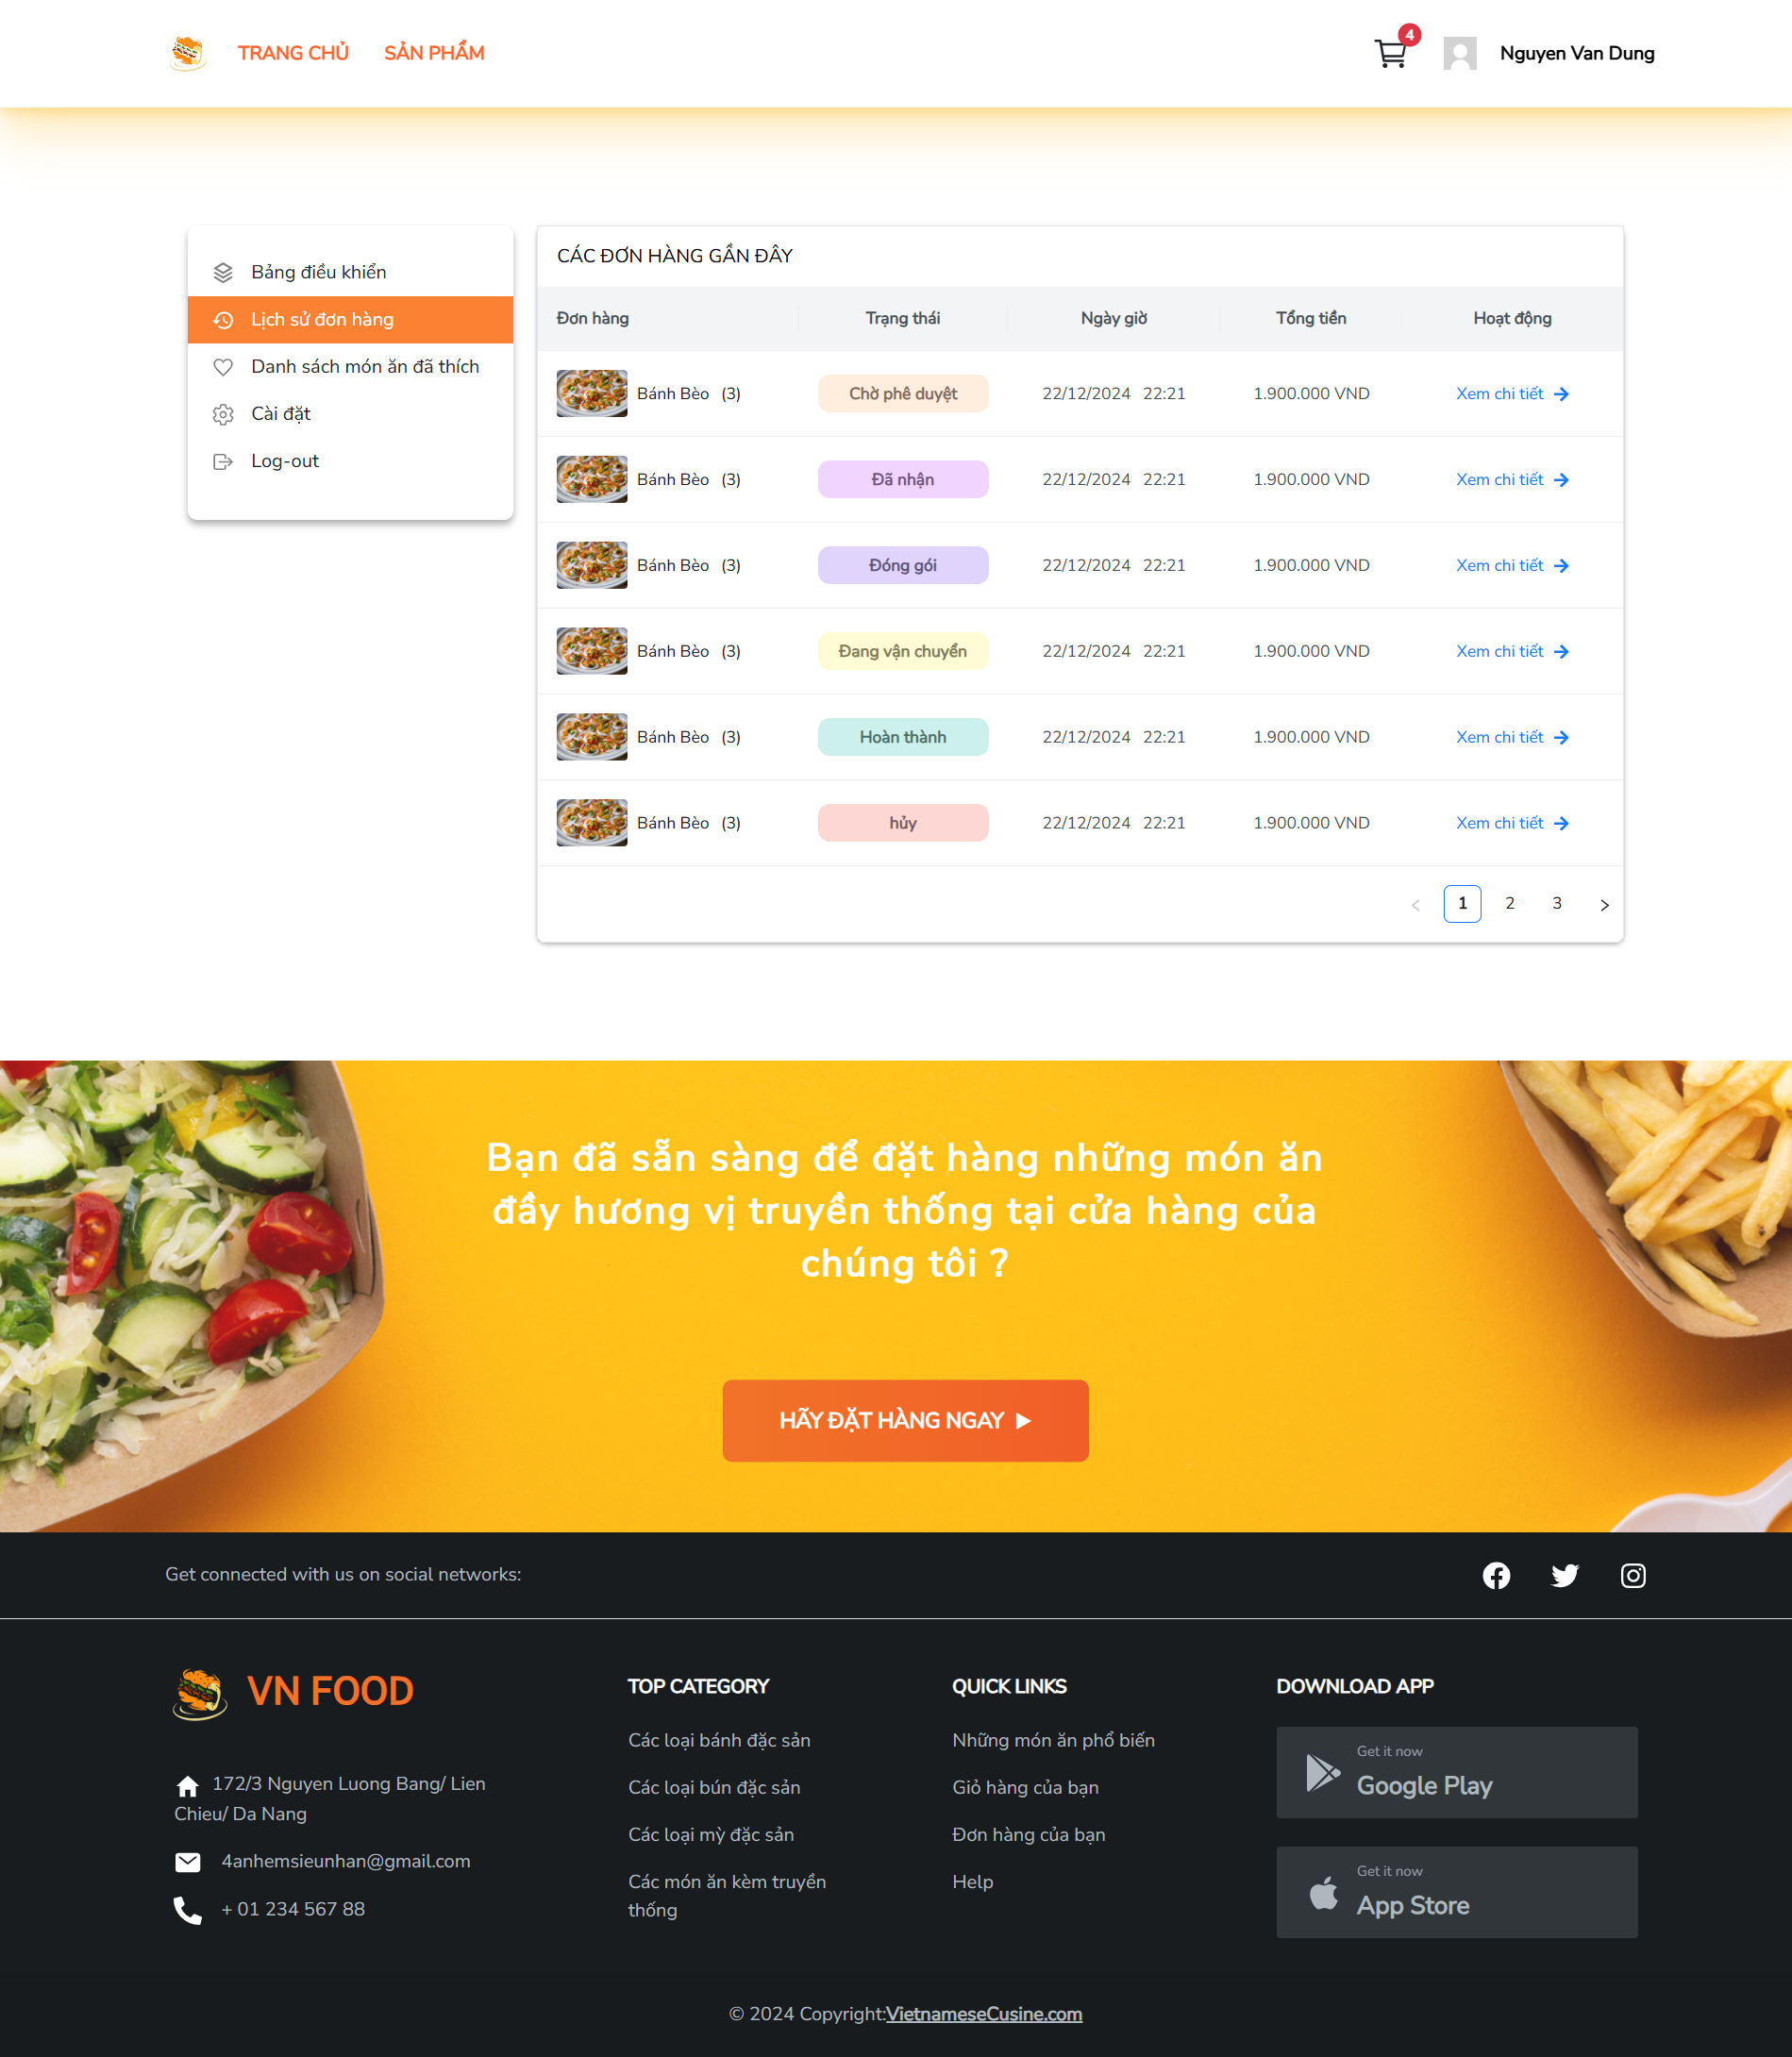 TRANG CHỦ SẢN PHẨM 4 Nguyen Van Dung
Bảng điều khiển
Lịch sử đơn hàng
Danh sách món ăn đã thích
Cài đặt
Log-out
CÁC ĐƠN HÀNG GẦN ĐÂY
Đơn hàng Trạng thái Ngày giờ Tổng tiền Hoạt động
Bánh Bèo (3) Chờ phê duyệt 22/12/2024 22:21 1.900.000 VND Xem chi tiết
Bánh Bèo (3) Đã nhận 22/12/2024 22:21 1.900.000 VND Xem chi tiết
Bánh Bèo (3) Đóng gói 22/12/2024 22:21 1.900.000 VND Xem chi tiết
Bánh Bèo (3) Đang vận chuyển 22/12/2024 22:21 1.900.000 VND Xem chi tiết
Bánh Bèo (3) Hoàn thành 22/12/2024 22:21 1.900.000 VND Xem chi tiết
Bánh Bèo (3) hủy 22/12/2024 22:21 1.900.000 VND Xem chi tiết
1 2 3
Bạn đã sẵn sàng để đặt hàng những món ăn
đầy hương vị truyền thống tại cửa hàng của
chúng tôi ?
HÃY ĐẶT HÀNG NGAY
Get connected with us on social networks:
VN FOOD
172/3 Nguyen Luong Bang/ Lien
Chieu/ Da Nang
4anhemsieunhan@gmail.com
+ 01 234 567 88
TOP CATEGORY
Các loại bánh đặc sản
Các loại bún đặc sản
Các loại mỳ đặc sản
Các món ăn kèm truyền
thống
QUICK LINKS
Những món ăn phổ biến
Giỏ hàng của bạn
Đơn hàng của bạn
Help
DOWNLOAD APP
Get it now
Google Play
Get it now
App Store
© 2024 Copyright:VietnameseCusine.com